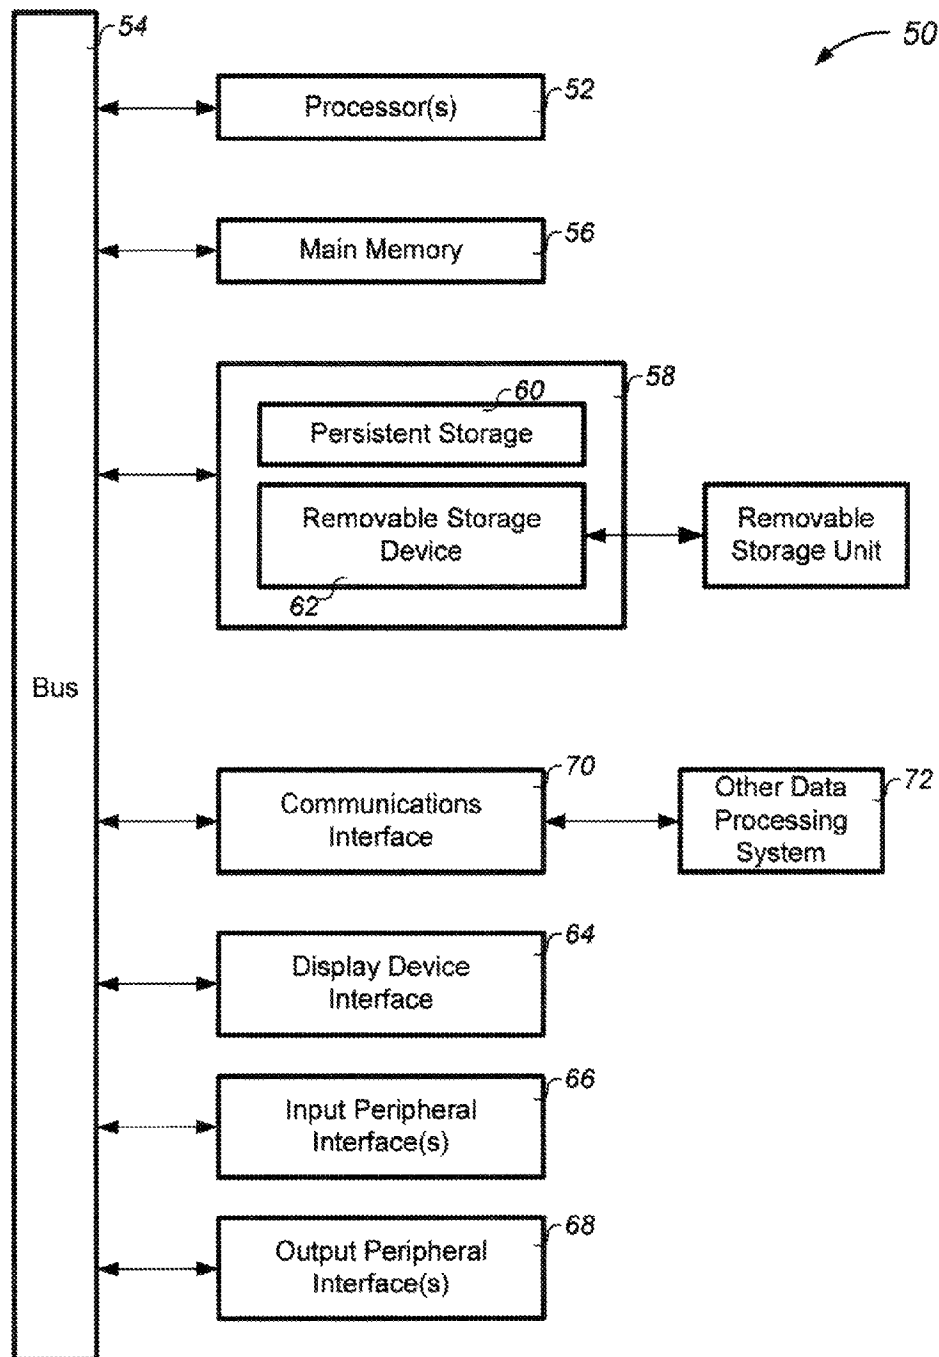 54
50
52
Processor(s)
56
Main Memory
58
60
Persistent Storage
Removable Storage
Device
62
Removable
Storage Unit
Bus
70
Communications
Interface
72
Other Data
Processing
System
64
Display Device
Interface
66
Input Peripheral
Interface(s)
68
Output Peripheral
Interface(s)